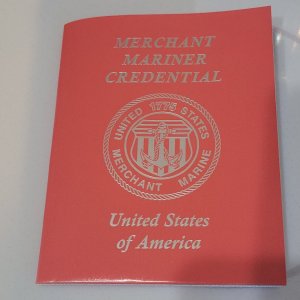 MERCHANT
MARINER
CREDENTIAL
UNITED 1775 STATES
MERCHANT MARINE
United States
of America